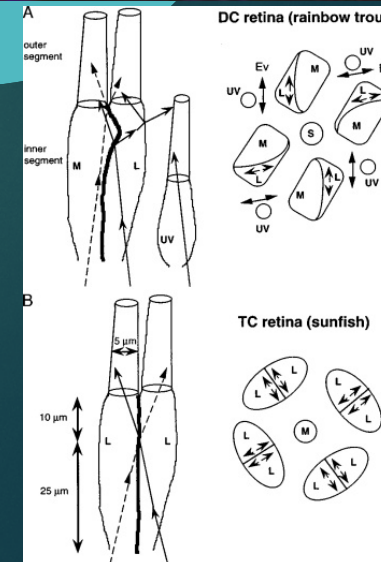 A
DC retina (rainbow trou
outer
segment
inner
segment
M
L
UV
Ev
UV
UV
M
L
L
M
S
M
L
M
L
UV
UV
B
TC retina (sunfish)
5 µm
10 µm
25 µm
L
L
L
L
L
L
M
L
L
L
L